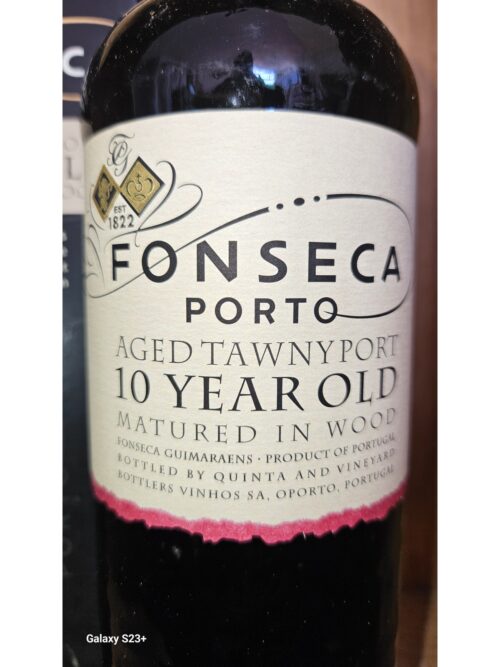 EST
1822
FONSECA
PORTO
AGED TAWNY PORT
10 YEAR OLD
MATURED IN WOOD
FONSECA GUIMARAENS · PRODUCT OF PORTUGAL
BOTTLED BY QUINTA AND VINEYARD
BOTTLERS VINHOS SA, OPORTO, PORTUGAL
Galaxy S23+